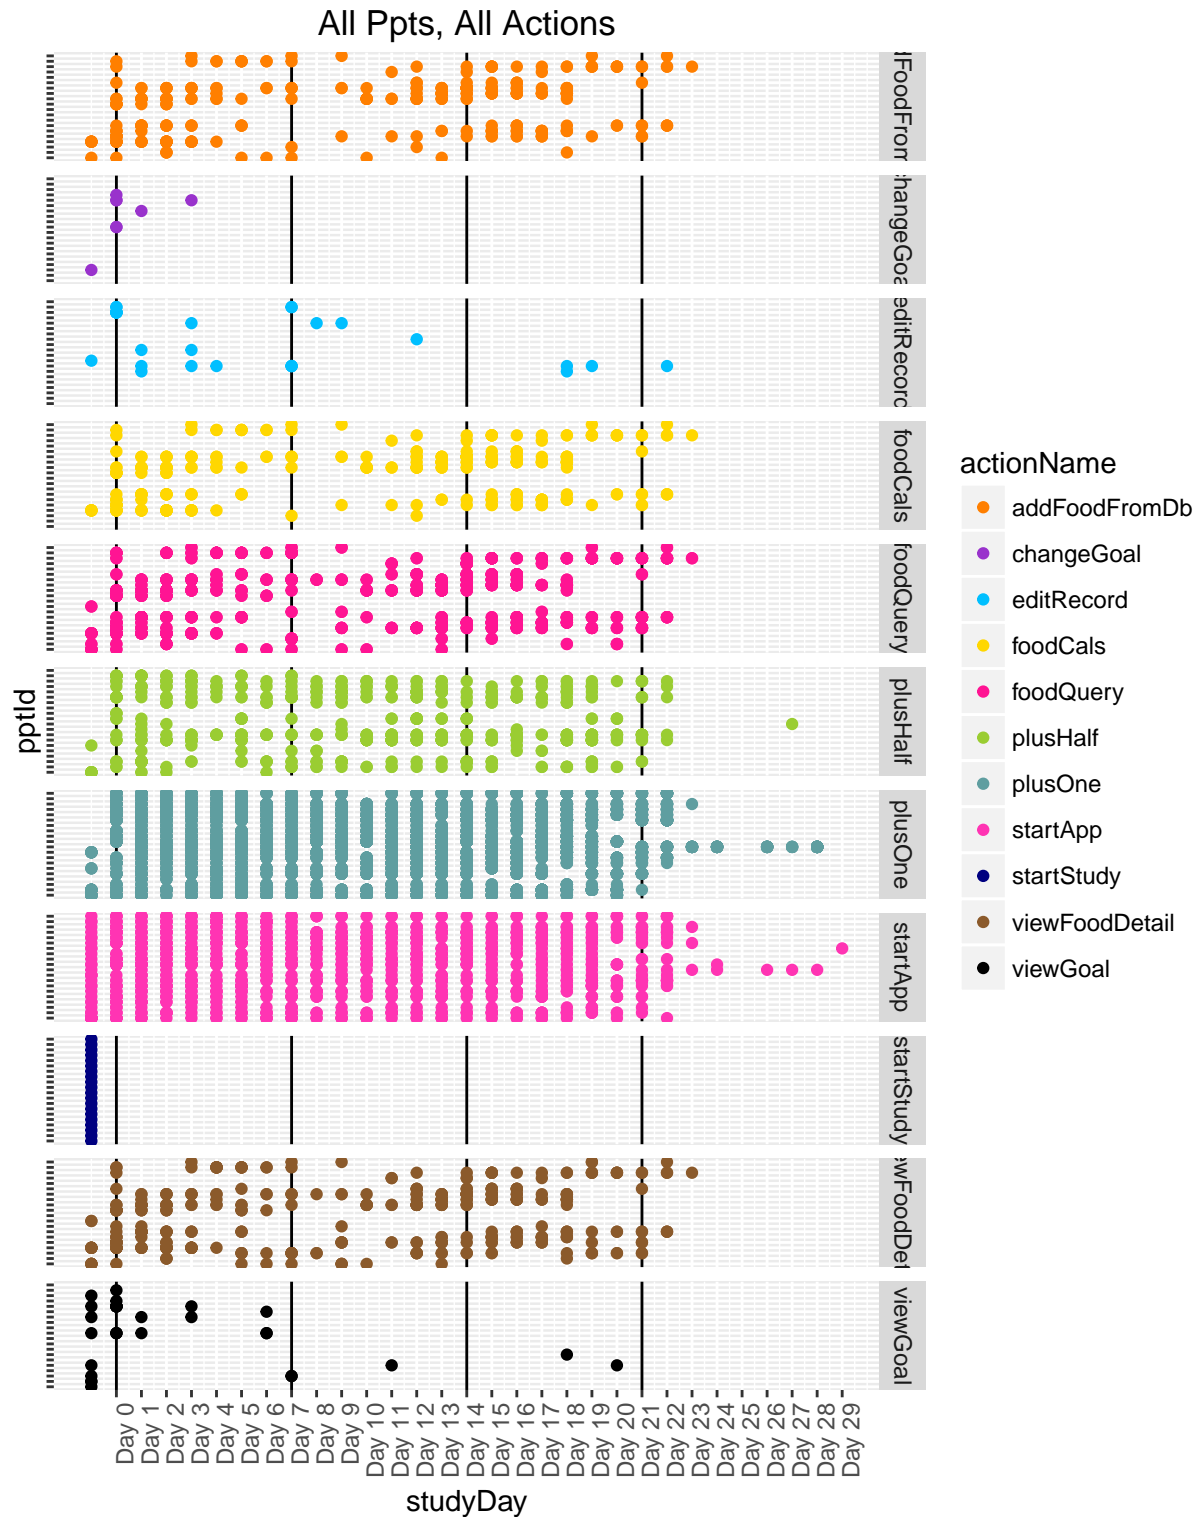 All Ppts, All Actions
dFoodFrom
changeGoal
editRecord
foodCals
foodQuery
plusHalf
plusOne
startApp
startStudy
ewFoodDet
viewGoal
pptId
Day 0
Day 1
Day 2
Day 3
Day 4
Day 5
Day 6
Day 7
Day 8
Day 9
Day 10
Day 11
Day 12
Day 13
Day 14
Day 15
Day 16
Day 17
Day 18
Day 19
Day 20
Day 21
Day 22
Day 23
Day 24
Day 25
Day 26
Day 27
Day 28
Day 29
studyDay
actionName
addFoodFromDb
changeGoal
editRecord
foodCals
foodQuery
plusHalf
plusOne
startApp
startStudy
viewFoodDetail
viewGoal